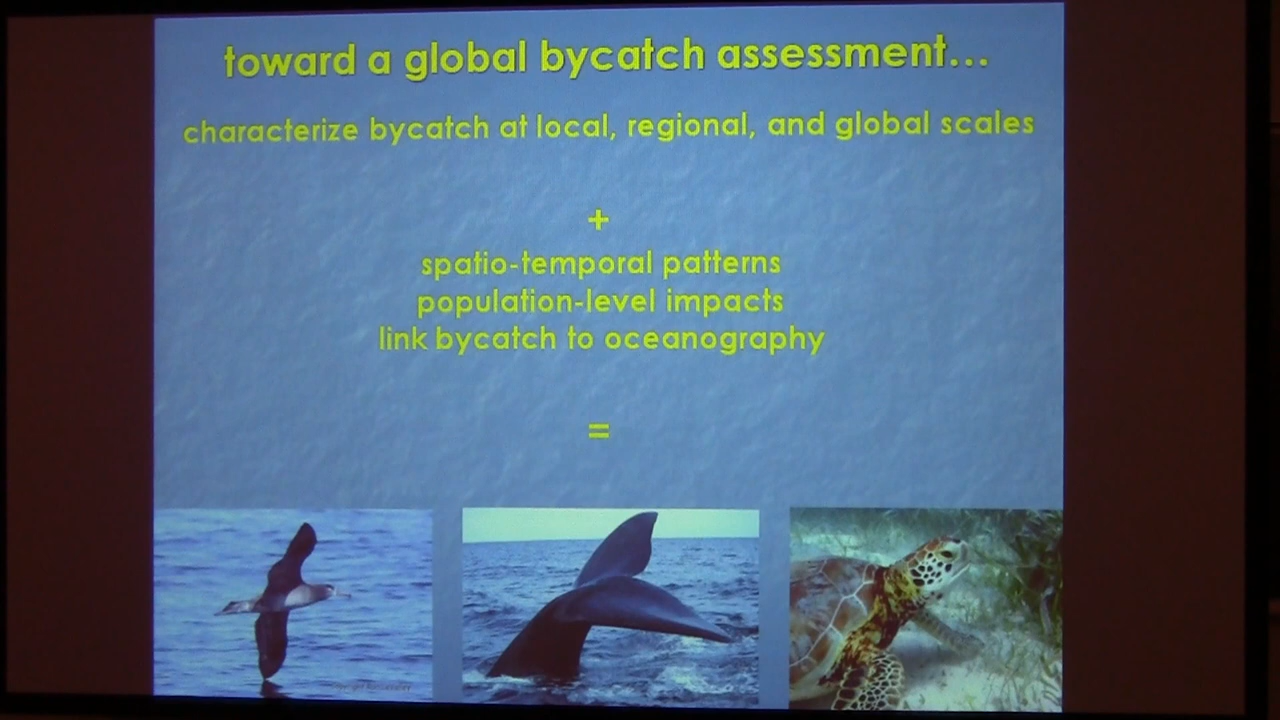 toward a global bycatch assessment...
characterize bycatch at local, regional, and global scales
+
spatio-temporal patterns
population-level impacts
link bycatch to oceanography
=